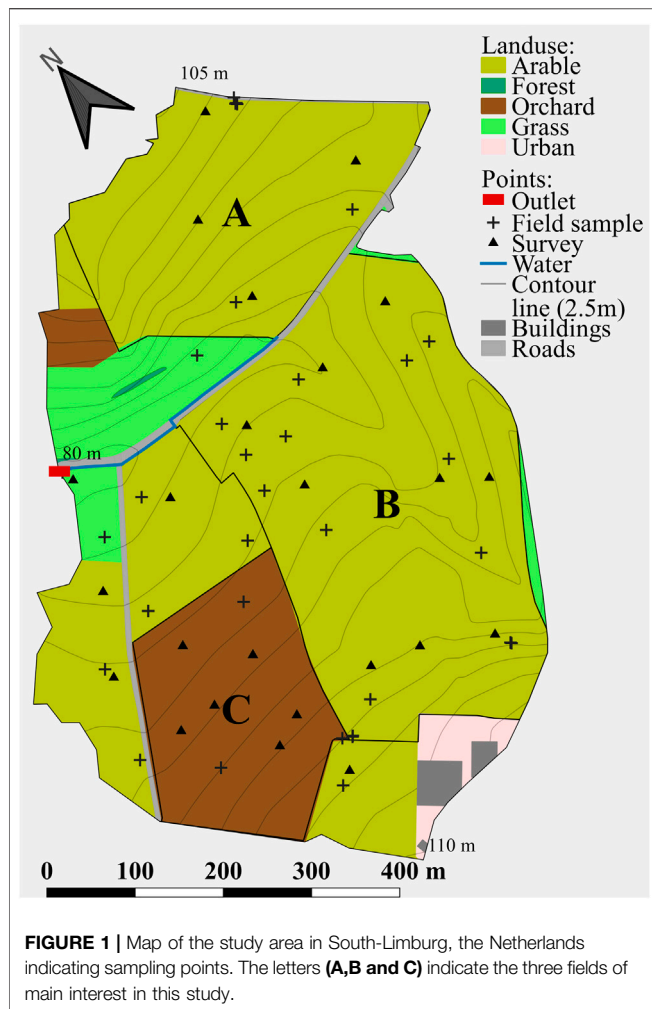 N
105 m
Landuse:
Arable
Forest
Orchard
Grass
Urban
Points:
Outlet
Field sample
Survey
Water
Contour
line (2.5m)
Buildings
Roads
A
80 m
B
C
110 m
0 100 200 300 400 m
FIGURE 1 | Map of the study area in South-Limburg, the Netherlands
indicating sampling points. The letters (A,B and C) indicate the three fields of
main interest in this study.